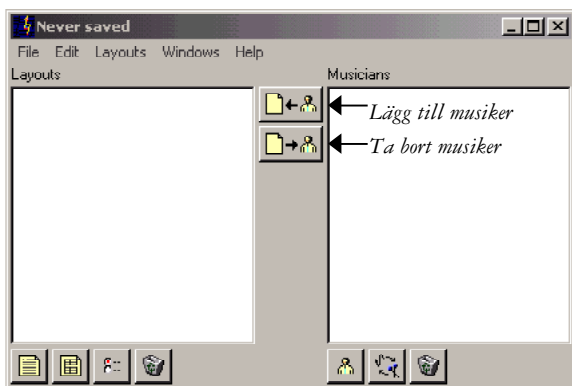 Never saved
File Edit Layouts Windows Help
Layouts
Musicians
Lägg till musiker
Ta bort musiker